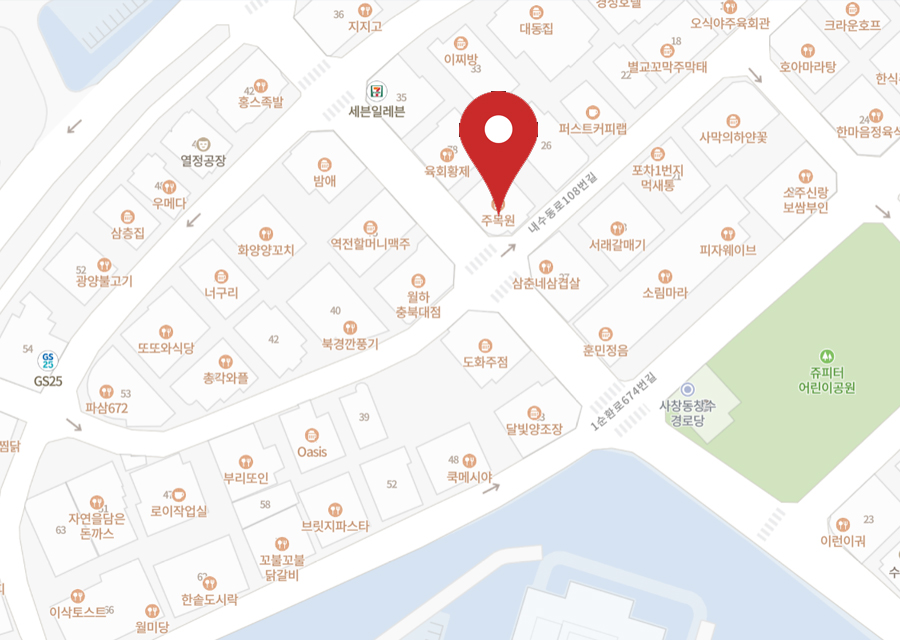 경성호텔
36
지지고
대동집
오식야주육회관
크라운호프
이찌방
33
18
별교꼬막주막태
22
호아마라탕
한식
42
홍스족발
세븐일레븐
35
퍼스트커피랩
26
사막의하얀꽃
24
한마음정육식
열정공장
밤애
육회황제
포차1번지
먹새통
우메다
소주신랑
보쌈부인
삼층집
주목원
내수동로108번길
화양양꼬치
역전할머니맥주
서래갈매기
피자웨이브
52
광양불고기
너구리
월하
충북대점
삼춘네삼겹살
소림마라
40
54
GS
25
GS25
또또와식당
42
북경깐풍기
도화주점
훈민정음
쥬피터
어린이공원
총각와플
53
파삼672
39
달빛양조장
1순환로674번길
사창동청주
경로당
찜닭
Oasis
부리또인
48
쿡메시야
52
47
로이작업실
58
자연을담은
돈까스
63
브릿지파스타
23
이런이궈
수
꼬불꼬불
닭갈비
한솥도시락
이삭토스트
66
월미당